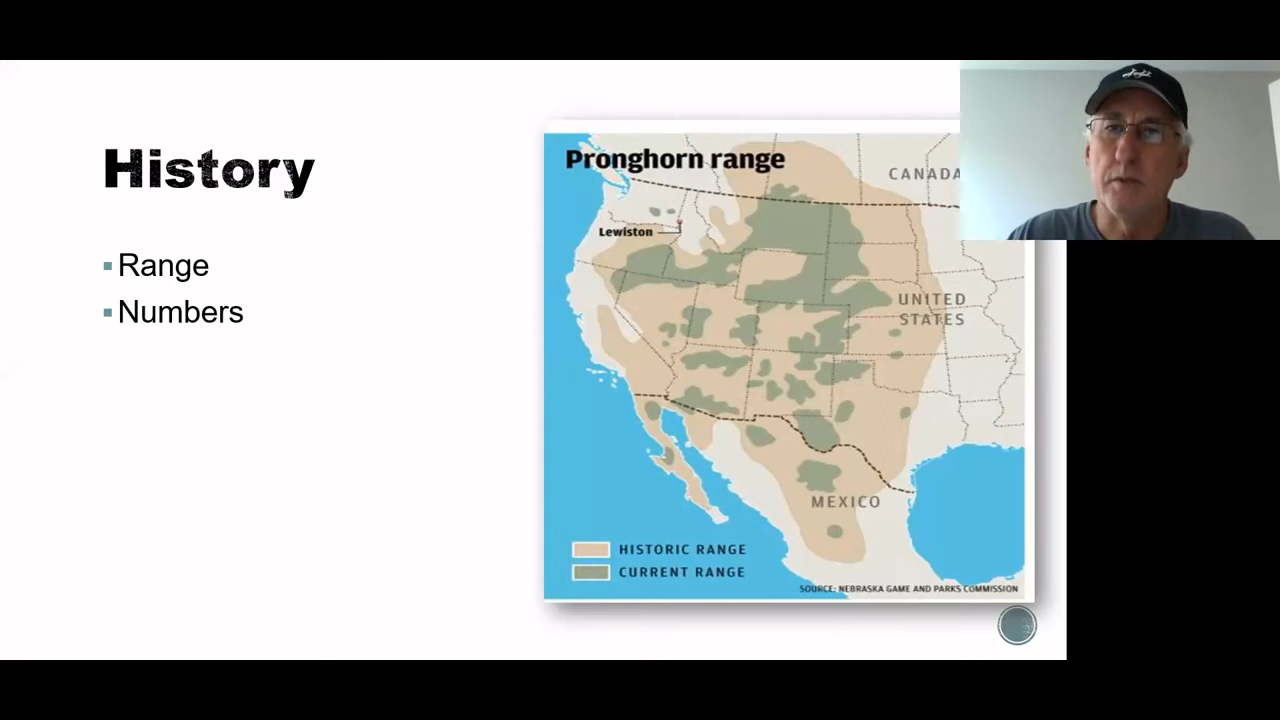 History
Range
Numbers
Pronghorn range
CANADA
Lewiston
UNITED
STATES
MEXICO
HISTORIC RANGE
CURRENT RANGE
SOURCE: NEBRASKA GAME AND PARKS COMMISSION